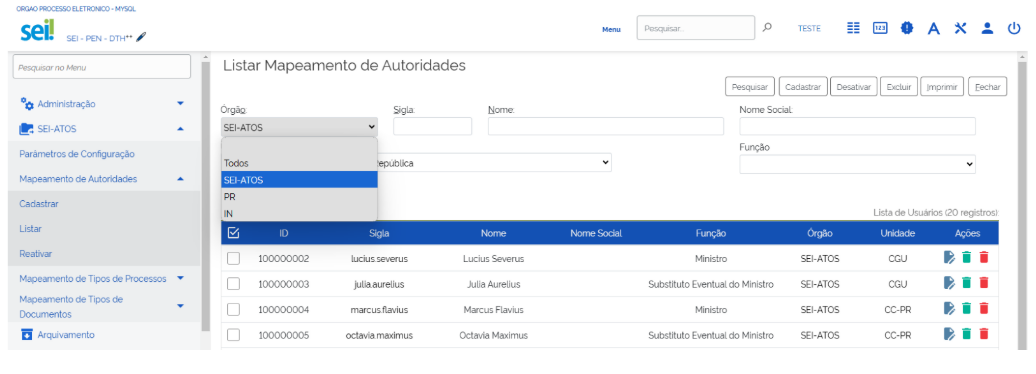 ORGAO PROCESSO ELETRONICO - MYSQL
sei!
SEI - PEN - DTH**
Menu
Pesquisar...
TESTE
123
A
Pesquisar no Menu
Administração
SEI-ATOS
Parâmetros de Configuração
Mapeamento de Autoridades
Cadastrar
Listar
Reativar
Mapeamento de Tipos de Processos
Mapeamento de Tipos de
Documentos
Arquivamento
Listar Mapeamento de Autoridades
Pesquisar Cadastrar Desativar Excluir Imprimir Fechar
Órgão: Sigla: Nome: Nome Social:
SEI-ATOS
Função
Todos
SEI-ATOS
PR
IN
República
Lista de Usuários (20 registros):
ID Sigla Nome Nome Social Função Órgão Unidade Ações
100000002 lucius.severus Lucius Severus Ministro SEI-ATOS CGU
100000003 julia.aurelius Julia Aurelius Substituto Eventual do Ministro SEI-ATOS CGU
100000004 marcus.flavius Marcus Flavius Ministro SEI-ATOS CC-PR
100000005 octavia.maximus Octavia Maximus Substituto Eventual do Ministro SEI-ATOS CC-PR